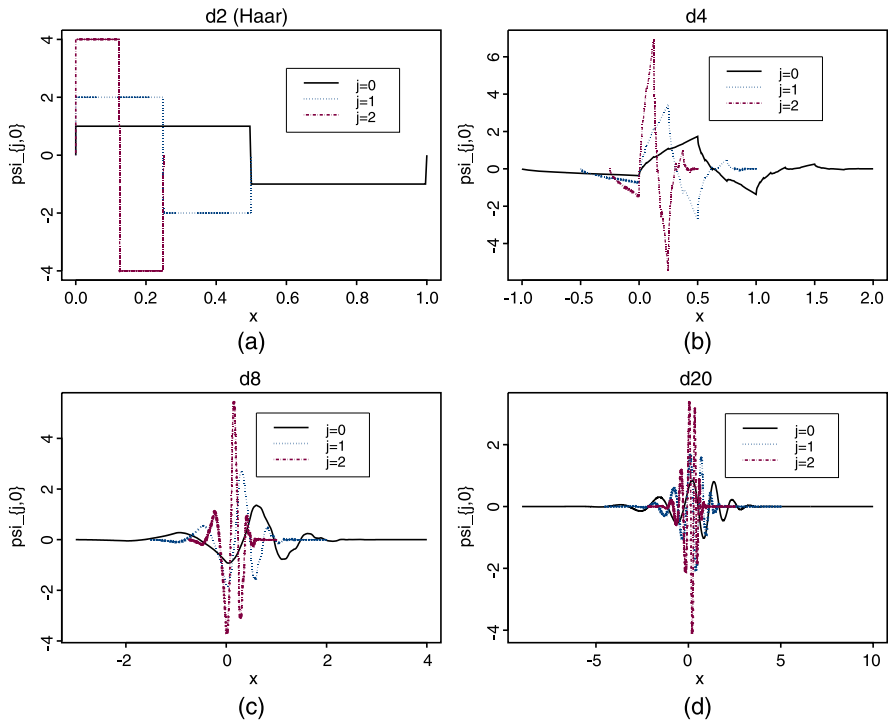 d2 (Haar)
psi_{j,0}
4
2
0
-2
-4
j=0
j=1
j=2
0.0 0.2 0.4 0.6 0.8 1.0
x
(a)
d4
psi_{j,0}
6
4
2
0
-2
-4
j=0
j=1
j=2
-1.0 -0.5 0.0 0.5 1.0 1.5 2.0
x
(b)
d8
psi_{j,0}
4
2
0
-2
-4
j=0
j=1
j=2
-2 0 2 4
x
(c)
d20
psi_{j,0}
2
0
-2
-4
j=0
j=1
j=2
-5 0 5 10
x
(d)